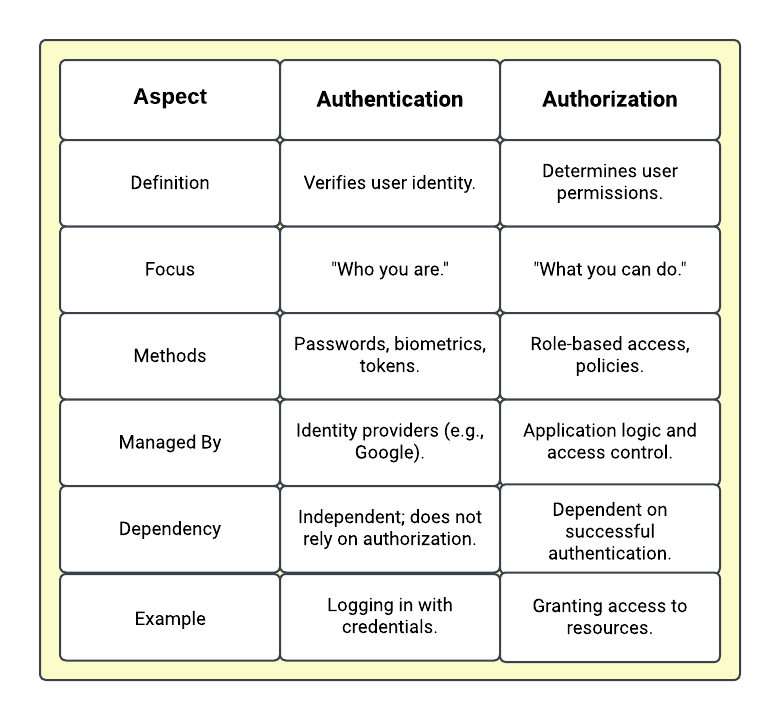 Aspect
Authentication
Authorization
Definition
Verifies user identity.
Determines user
permissions.
Focus
"Who you are."
"What you can do."
Methods
Passwords, biometrics,
tokens.
Role-based access,
policies.
Managed By
Identity providers (e.g.,
Google).
Application logic and
access control.
Dependency
Independent; does not
rely on authorization.
Dependent on
successful
authentication.
Example
Logging in with
credentials.
Granting access to
resources.